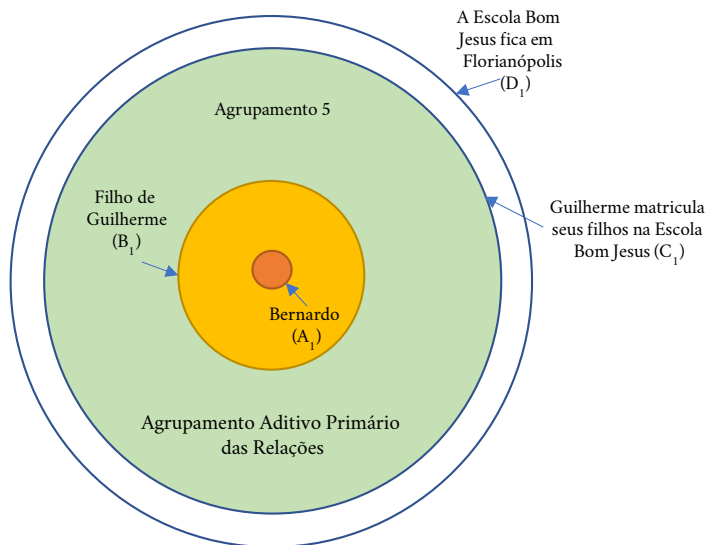 A Escola Bom
Jesus fica em
Florianópolis
(D₁)
Agrupamento 5
Filho de
Guilherme
(B₁)
Guilherme matricula
seus filhos na Escola
Bom Jesus (C₁)
Bernardo
(A₁)
Agrupamento Aditivo Primário
das Relações